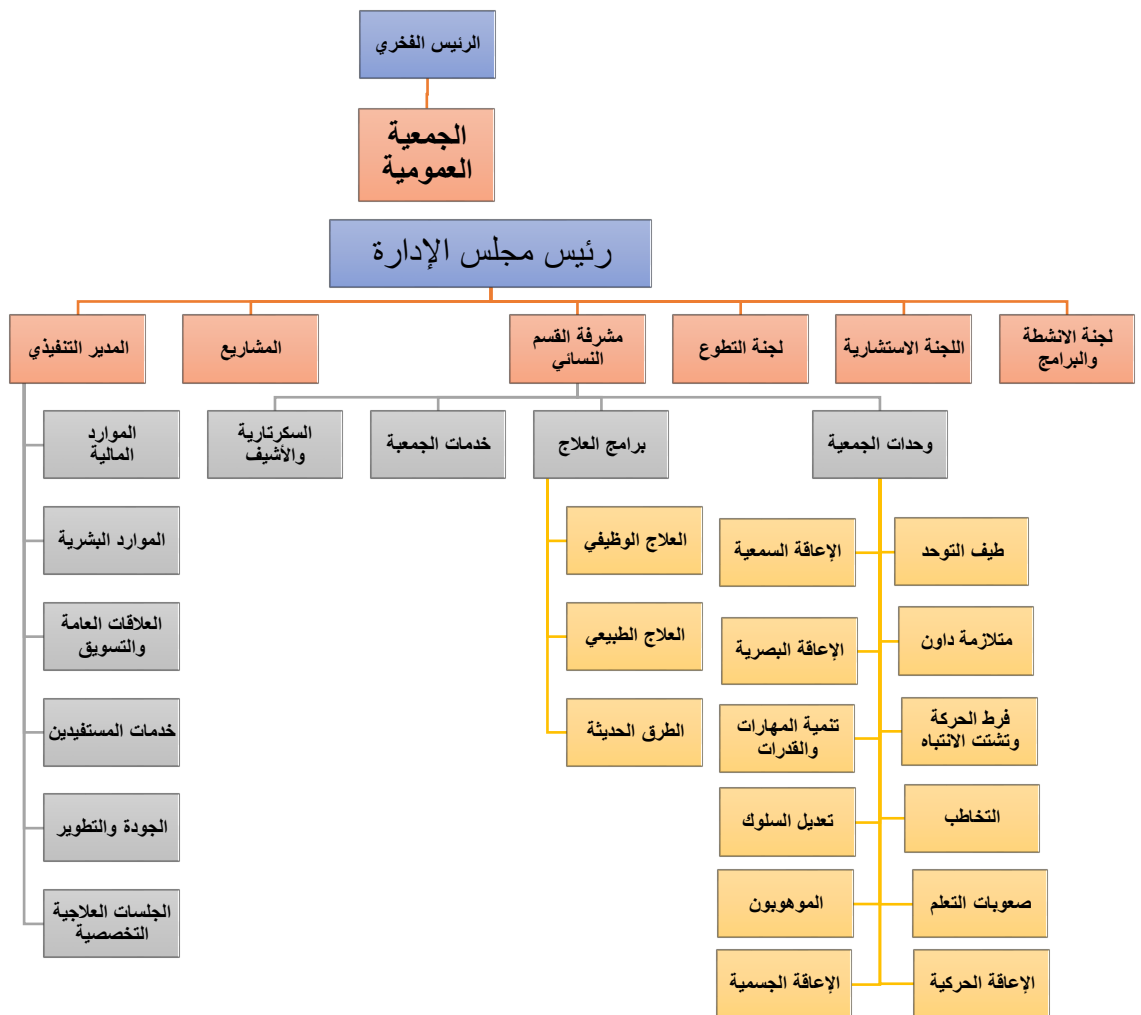 الرئيس الفخري
الجمعية
العمومية
رئيس مجلس الإدارة
لجنة الانشطة
والبرامج
اللجنة الاستشارية
لجنة التطوع
مشرفة القسم
النسائي
المشاريع
المدير التنفيذي
وحدات الجمعية
برامج العلاج
خدمات الجمعبة
السكرتارية
والأشيف
الموارد
المالية
طيف التوحد
الإعاقة السمعية
العلاج الوظيفي
الموارد البشرية
متلازمة داون
الإعاقة البصرية
العلاج الطبيعي
العلاقات العامة
والتسويق
فرط الحركة
وتشتت الانتباه
تنمية المهارات
والقدرات
الطرق الحديثة
خدمات المستفيدين
التخاطب
تعديل السلوك
الجودة والتطوير
صعوبات التعلم
الموهوبون
الجلسات العلاجية
التخصصية
الإعاقة الحركية
الإعاقة الجسمية